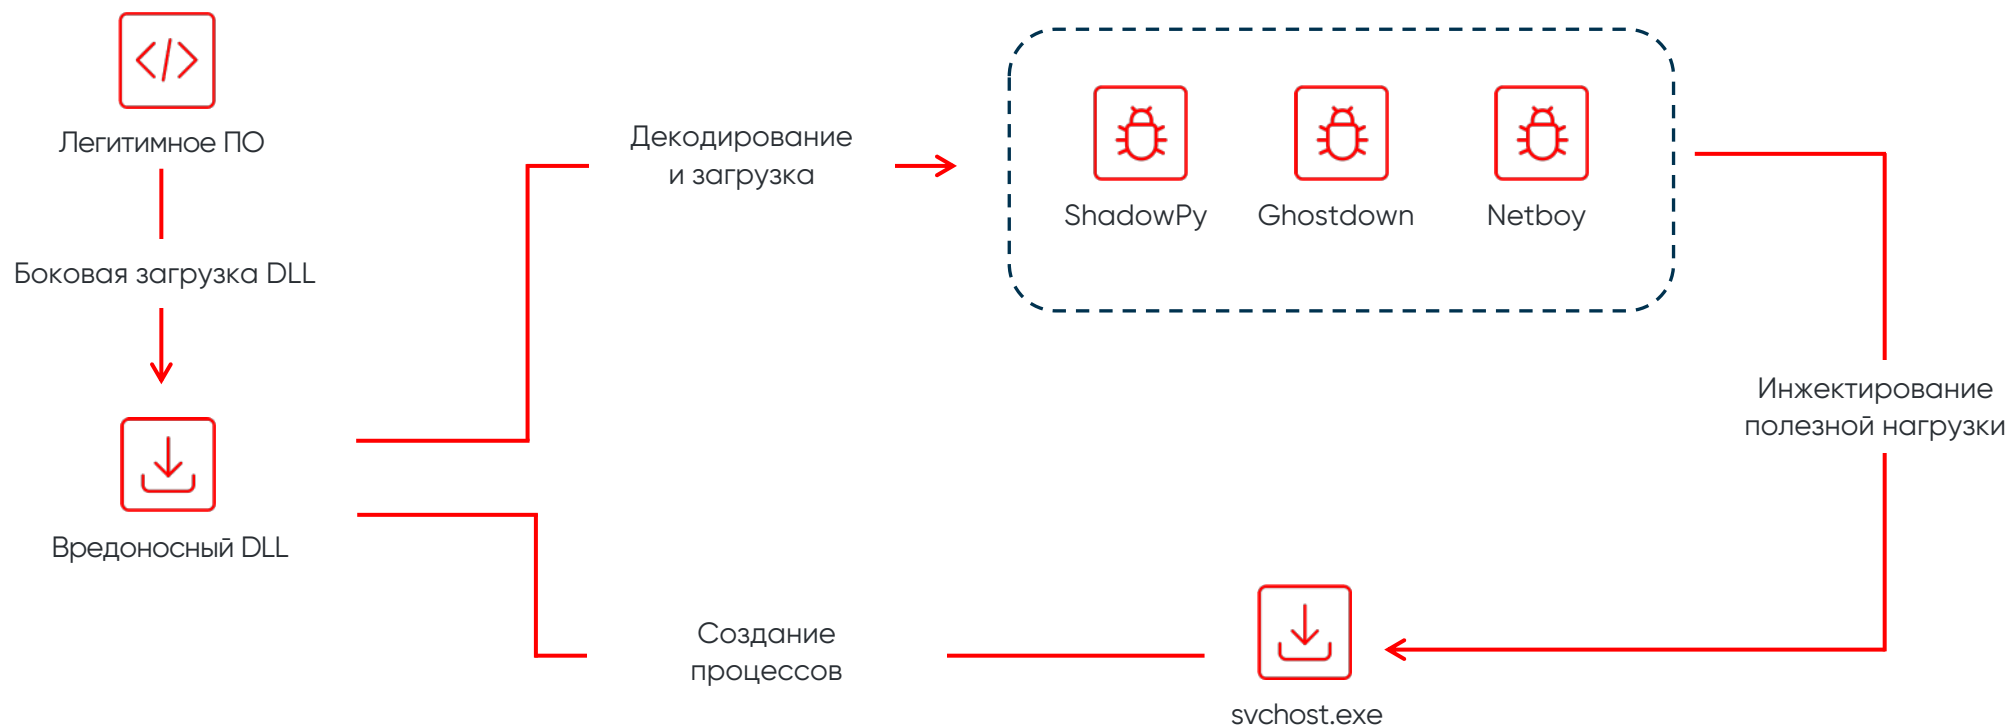 Легитимное ПО
Боковая загрузка DLL
Вредоносный DLL
Декодирование
и загрузка
ShadowPy
Ghostdown
Netboy
Инжектирование
полезной нагрузки
Создание
процессов
svchost.exe